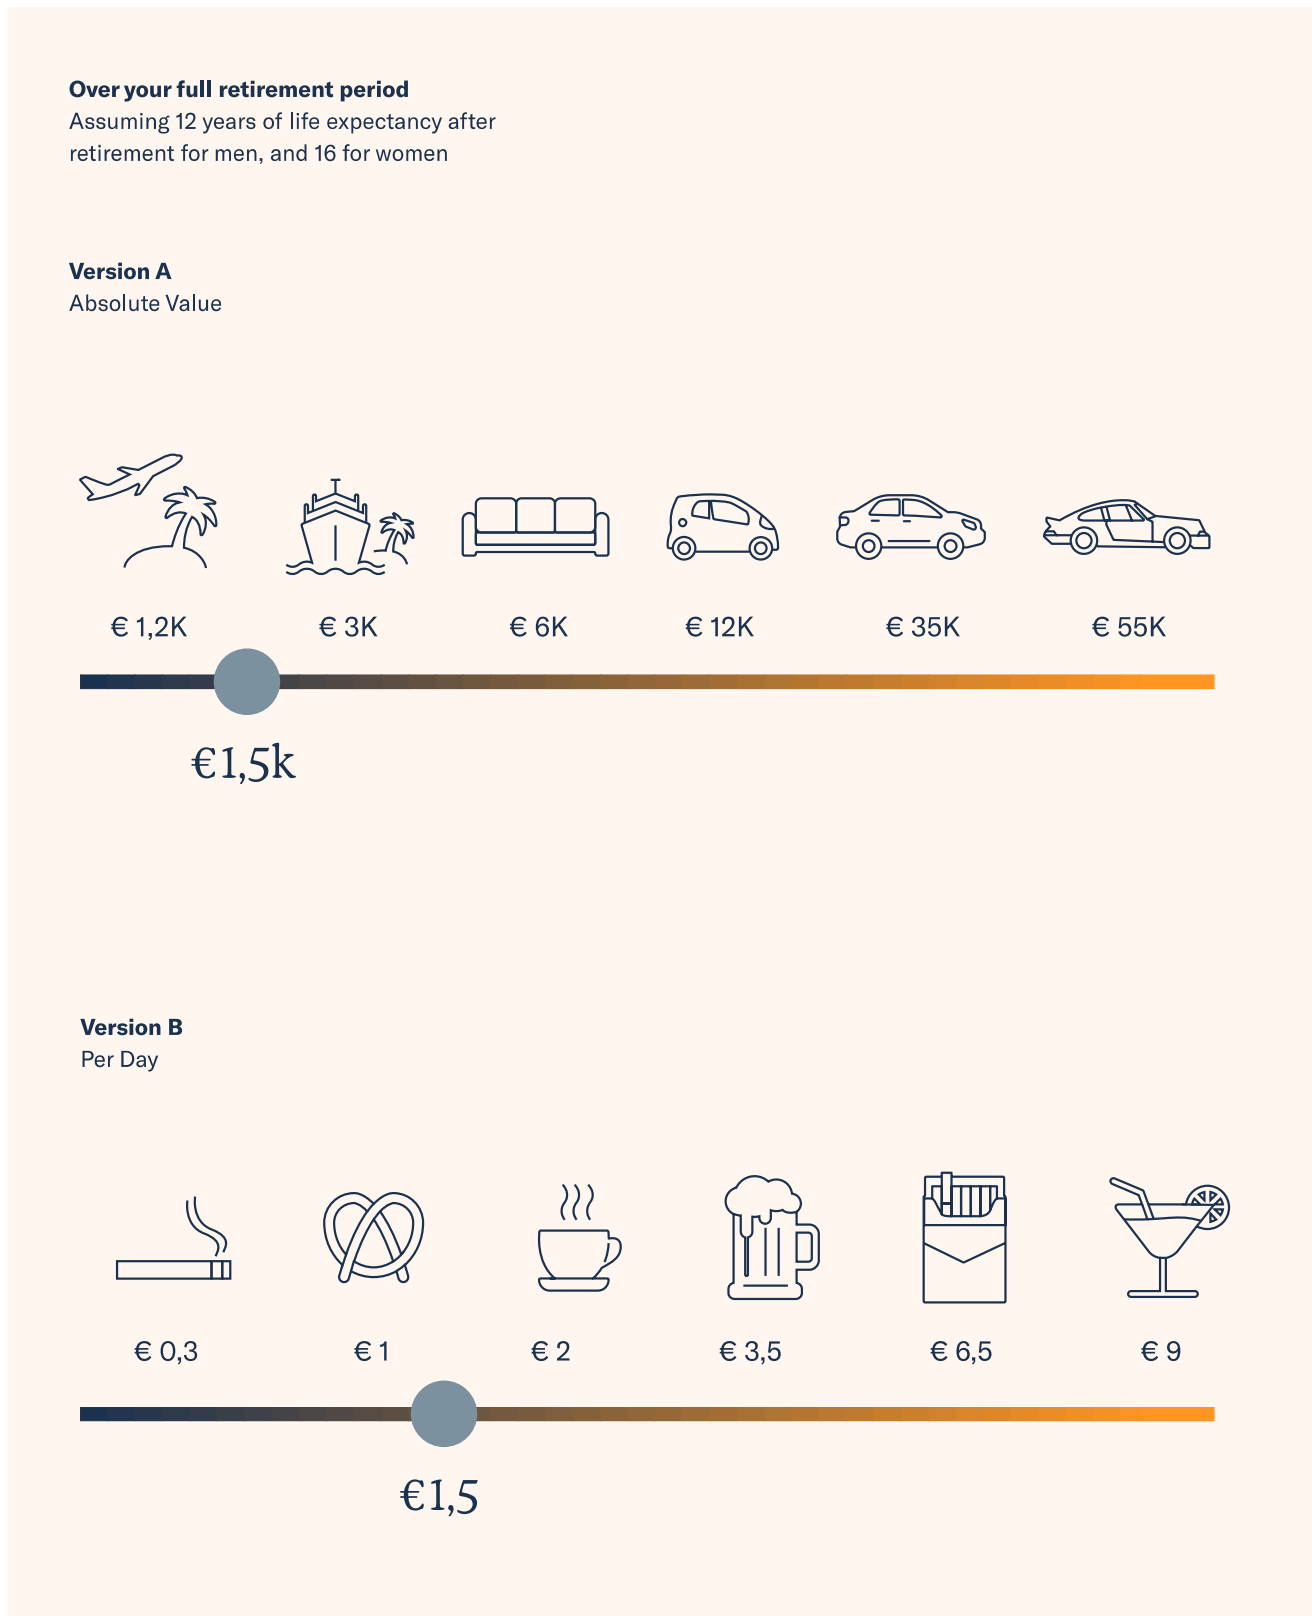 Over your full retirement period
Assuming 12 years of life expectancy after
retirement for men, and 16 for women
Version A
Absolute Value
€ 1,2K € 3K € 6K € 12K € 35K € 55K
€1,5k
Version B
Per Day
€ 0,3 € 1 € 2 € 3,5 € 6,5 € 9
€1,5